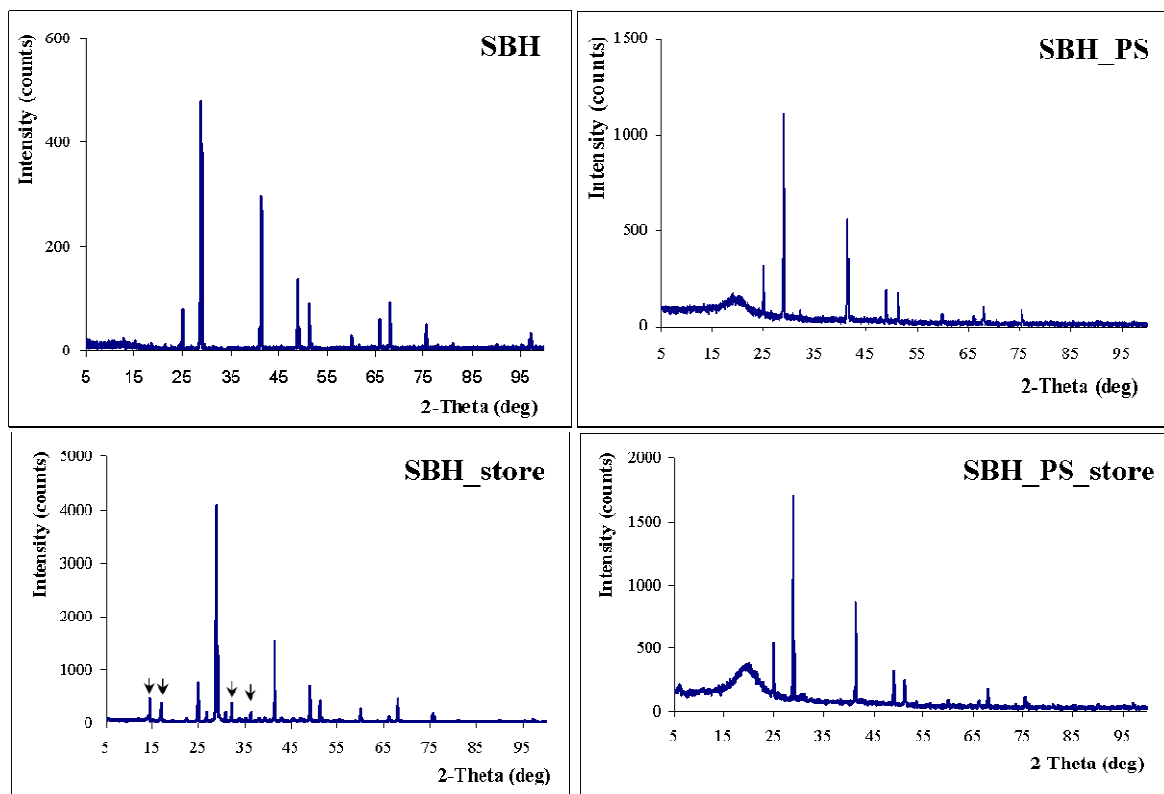 SBH
Intensity (counts)
600
400
200
0
5 15 25 35 45 55 65 75 85 95
2-Theta (deg)
SBH_PS
Intensity (counts)
1500
1000
500
0
5 15 25 35 45 55 65 75 85 95
2-Theta (deg)
SBH_store
Intensity (counts)
5000
4000
3000
2000
1000
0
5 15 25 35 45 55 65 75 85 95
2-Theta (deg)
SBH_PS_store
Intensity (counts)
2000
1500
1000
500
0
5 15 25 35 45 55 65 75 85 95
2 Theta (deg)